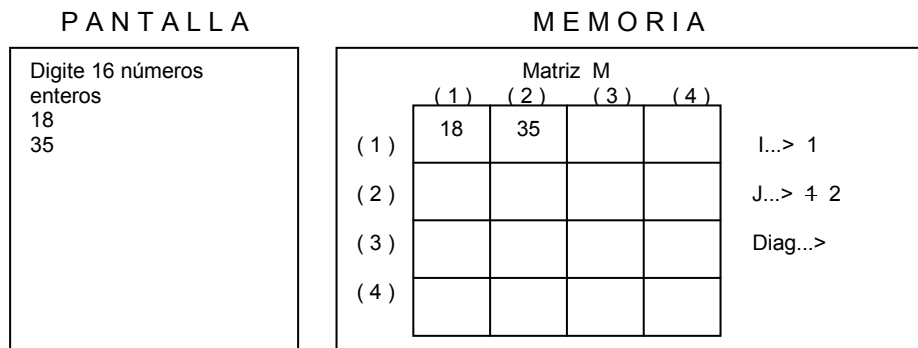 PANTALLA
MEMORIA
Digite 16 números
enteros
18
35
Matriz M
(1) (2) (3) (4)
18 35
(1)
I...> 1
(2)
J...> 1 2
(3)
Diag...>
(4)